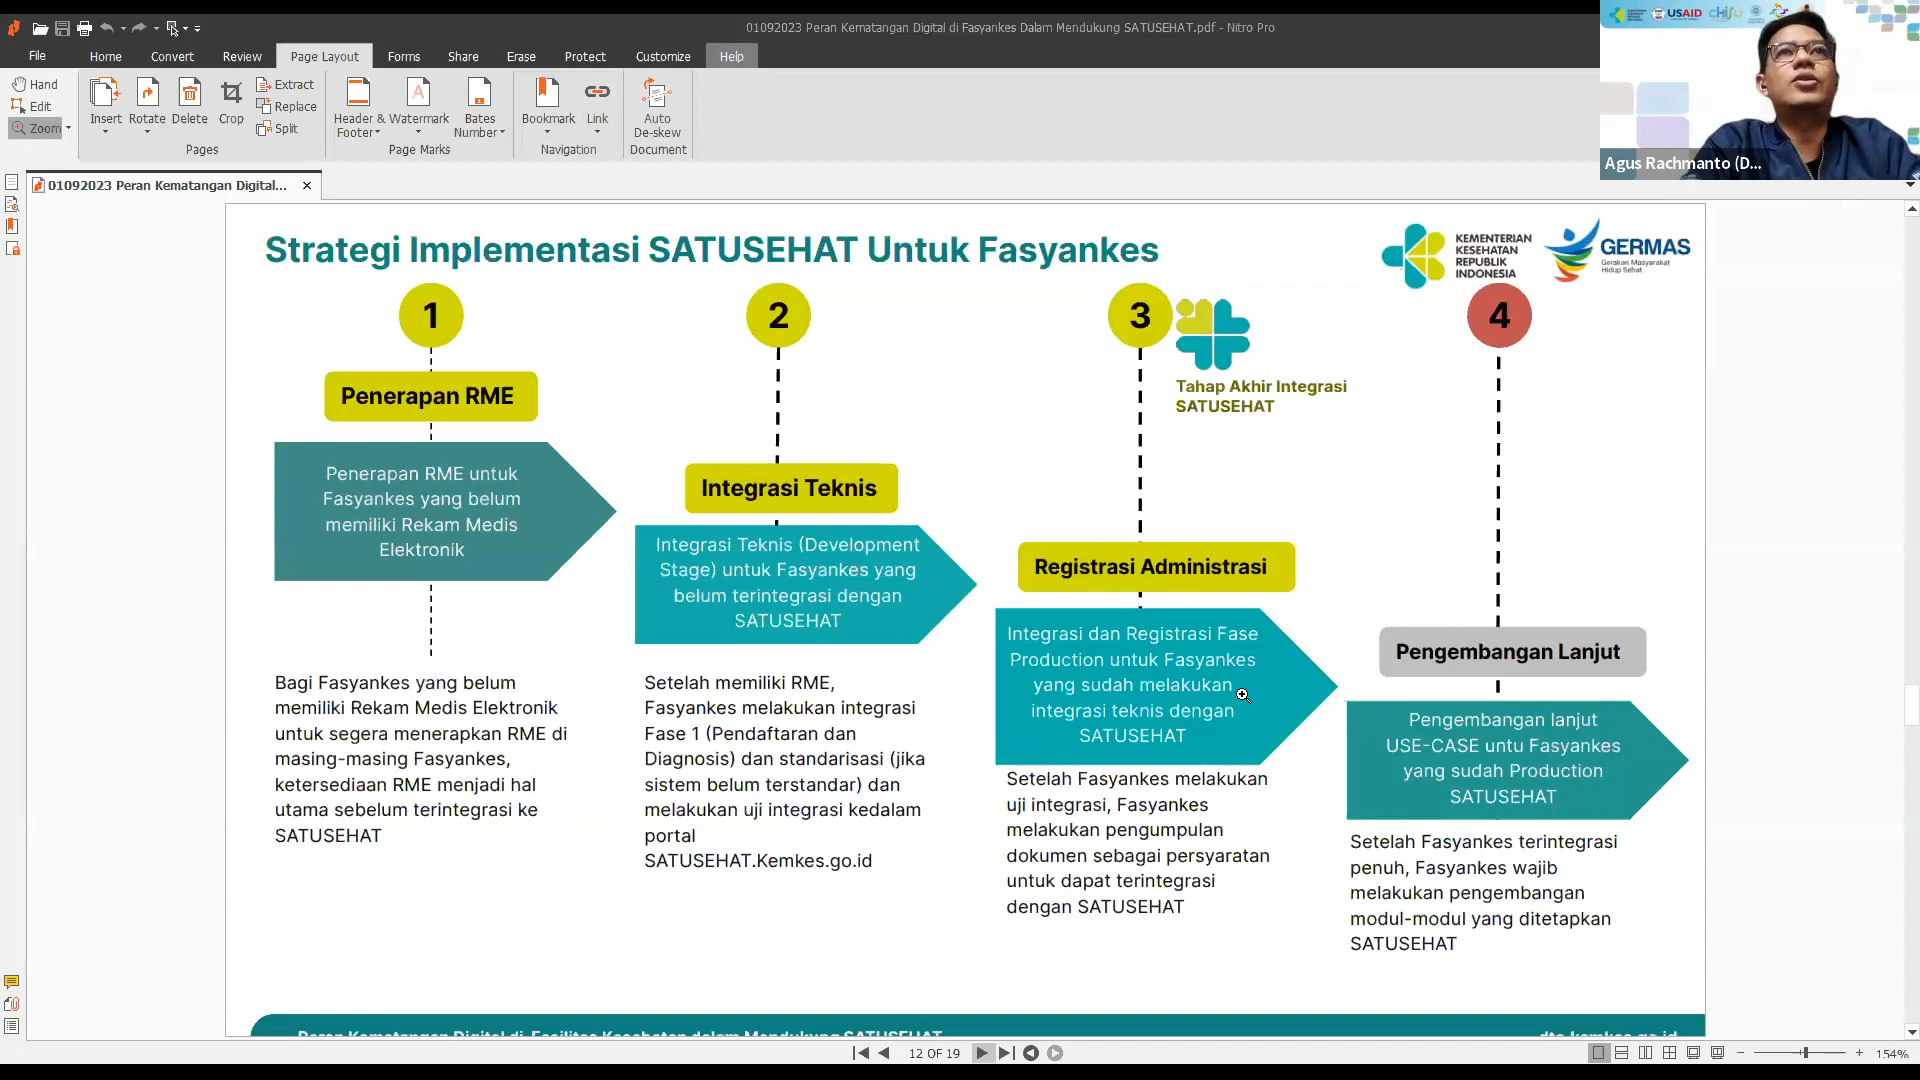 01092023 Peran Kematangan Digital di Fasyankes Dalam Mendukung SATUSEHAT.pdf - Nitro Pro
File
Home
Convert
Review
Page Layout
Forms
Share
Erase
Protect
Customize
Help
Hand
Edit
Zoom
Insert
Rotate
Delete
Crop
Extract
Replace
Split
Pages
Header & Footer
Watermark
Bates Number
Page Marks
Bookmark
Link
Navigation
Auto De-skew
Document
USAID
CHISU
Agus Rachmanto (D...
01092023 Peran Kematangan Digital...
Strategi Implementasi SATUSEHAT Untuk Fasyankes
KEMENTERIAN
KESEHATAN
REPUBLIK
INDONESIA
GERMAS
Gerakan Masyarakat
Hidup Sehat
1
Penerapan RME
Penerapan RME untuk
Fasyankes yang belum
memiliki Rekam Medis
Elektronik
Bagi Fasyankes yang belum
memiliki Rekam Medis Elektronik
untuk segera menerapkan RME di
masing-masing Fasyankes,
ketersediaan RME menjadi hal
utama sebelum terintegrasi ke
SATUSEHAT
2
Integrasi Teknis
Integrasi Teknis (Development
Stage) untuk Fasyankes yang
belum terintegrasi dengan
SATUSEHAT
Setelah memiliki RME,
Fasyankes melakukan integrasi
Fase 1 (Pendaftaran dan
Diagnosis) dan standarisasi (jika
sistem belum terstandar) dan
melakukan uji integrasi kedalam
portal
SATUSEHAT.Kemkes.go.id
3
Tahap Akhir Integrasi
SATUSEHAT
Registrasi Administrasi
Integrasi dan Registrasi Fase
Production untuk Fasyankes
yang sudah melakukan
integrasi teknis dengan
SATUSEHAT
Setelah Fasyankes melakukan
uji integrasi, Fasyankes
melakukan pengumpulan
dokumen sebagai persyaratan
untuk dapat terintegrasi
dengan SATUSEHAT
4
Pengembangan Lanjut
Pengembangan lanjut
USE-CASE untu Fasyankes
yang sudah Production
SATUSEHAT
Setelah Fasyankes terintegrasi
penuh, Fasyankes wajib
melakukan pengembangan
modul-modul yang ditetapkan
SATUSEHAT
Peran Kematangan Digital di Fasilitas Kesehatan dalam Mendukung SATUSEHAT
dto.kemkes.go.id
12 OF 19
154%